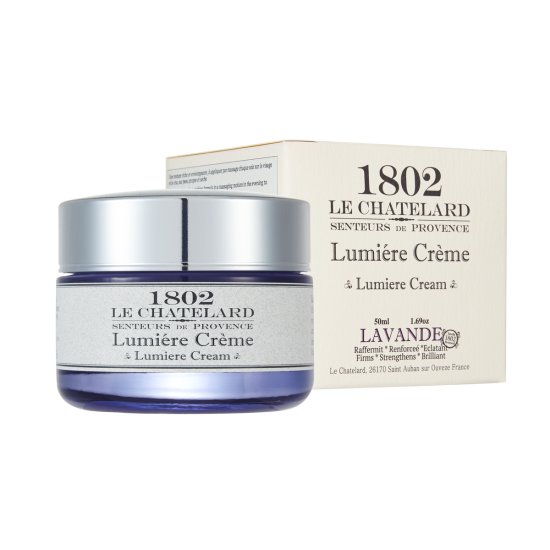 1802
LE CHATELARD
SENTEURS DE PROVENCE
Lumiére Crème
Lumiere Cream
50ml 1.69oz
LAVANDE
Raffermit * Renforceé *Eclatant
Firms * Strengthens * Brilliant
Le Chatelard, 26170 Saint Auban sur Ouveze France
1802
LE CHATELARD
SENTEURS DE PROVENCE
Lumiére Crème
Lumiere Cream